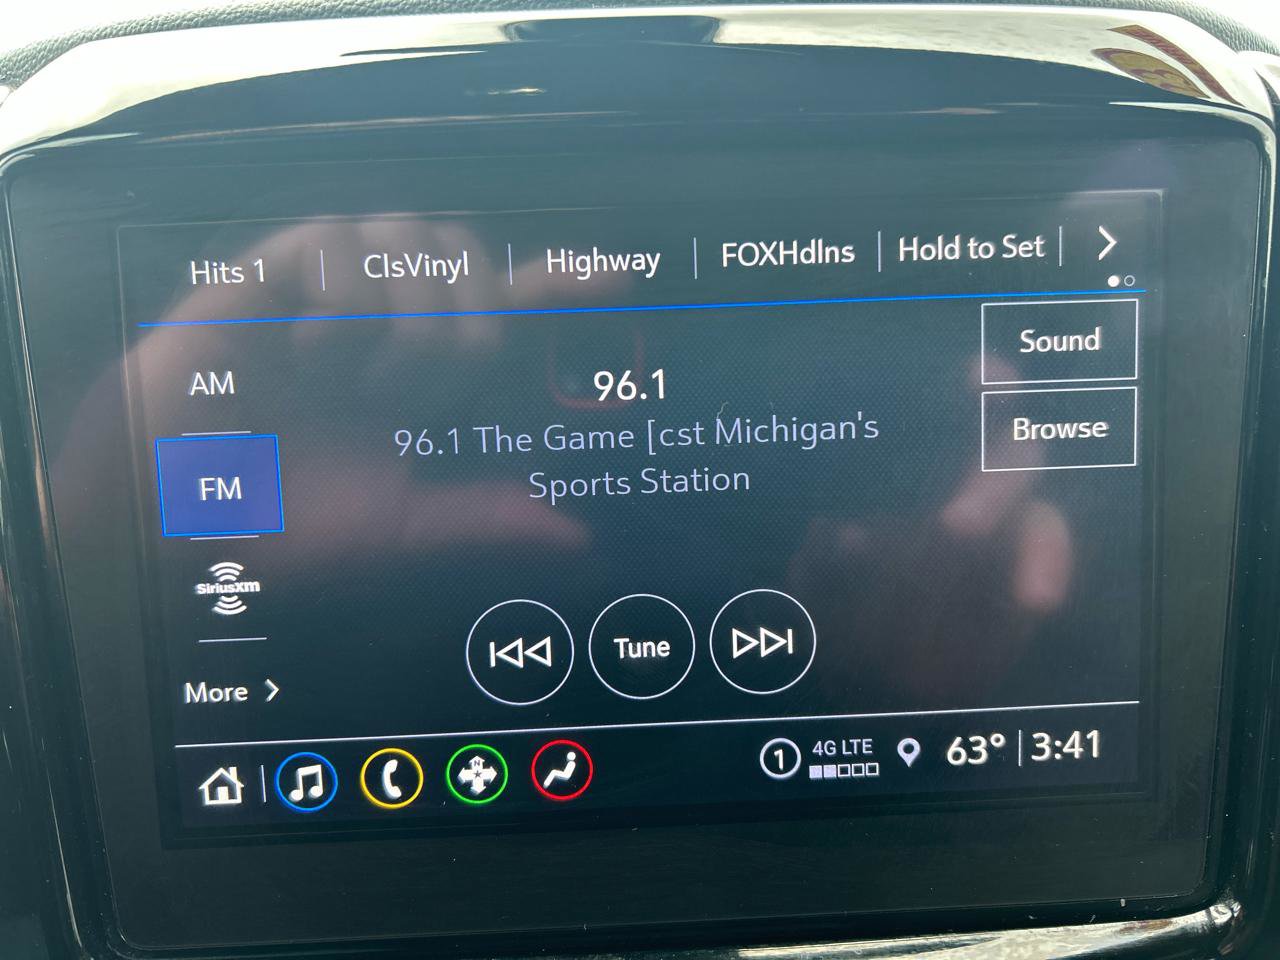 Hits 1 ClsVinyl Highway FOXHdlns Hold to Set
AM
FM
SiriusXM
More
96.1
96.1 The Game [cst Michigan's
Sports Station
Sound
Browse
Tune
N
1 4G LTE 63° 3:41